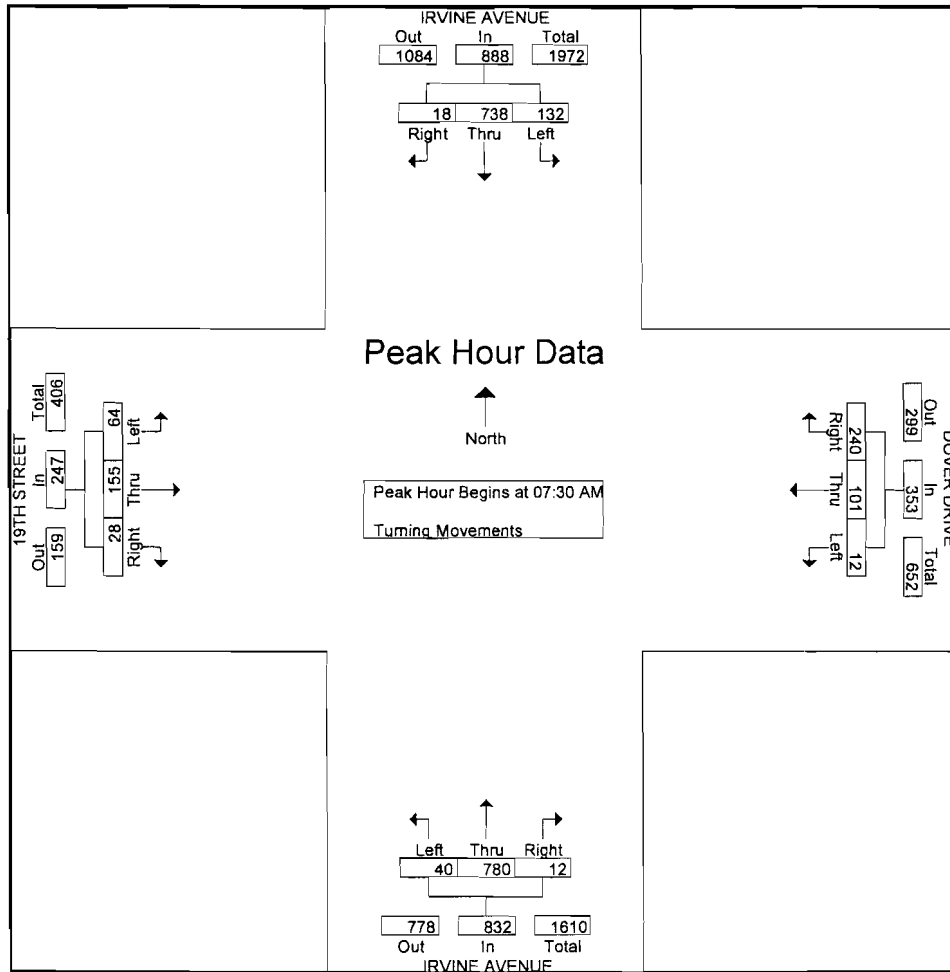 IRVINE AVENUE
Out In Total
1084 888 1972
18 738 132
Right Thru Left
Peak Hour Data
North
Peak Hour Begins at 07:30 AM
Turning Movements
19TH STREET
Out In Total
159 247 406
28 155 64
Right Thru Left
DOVER DRIVE
Out In Total
299 353 652
240 101 12
Right Thru Left
Left Thru Right
40 780 12
778 832 1610
Out In Total
IRVINE AVENUE